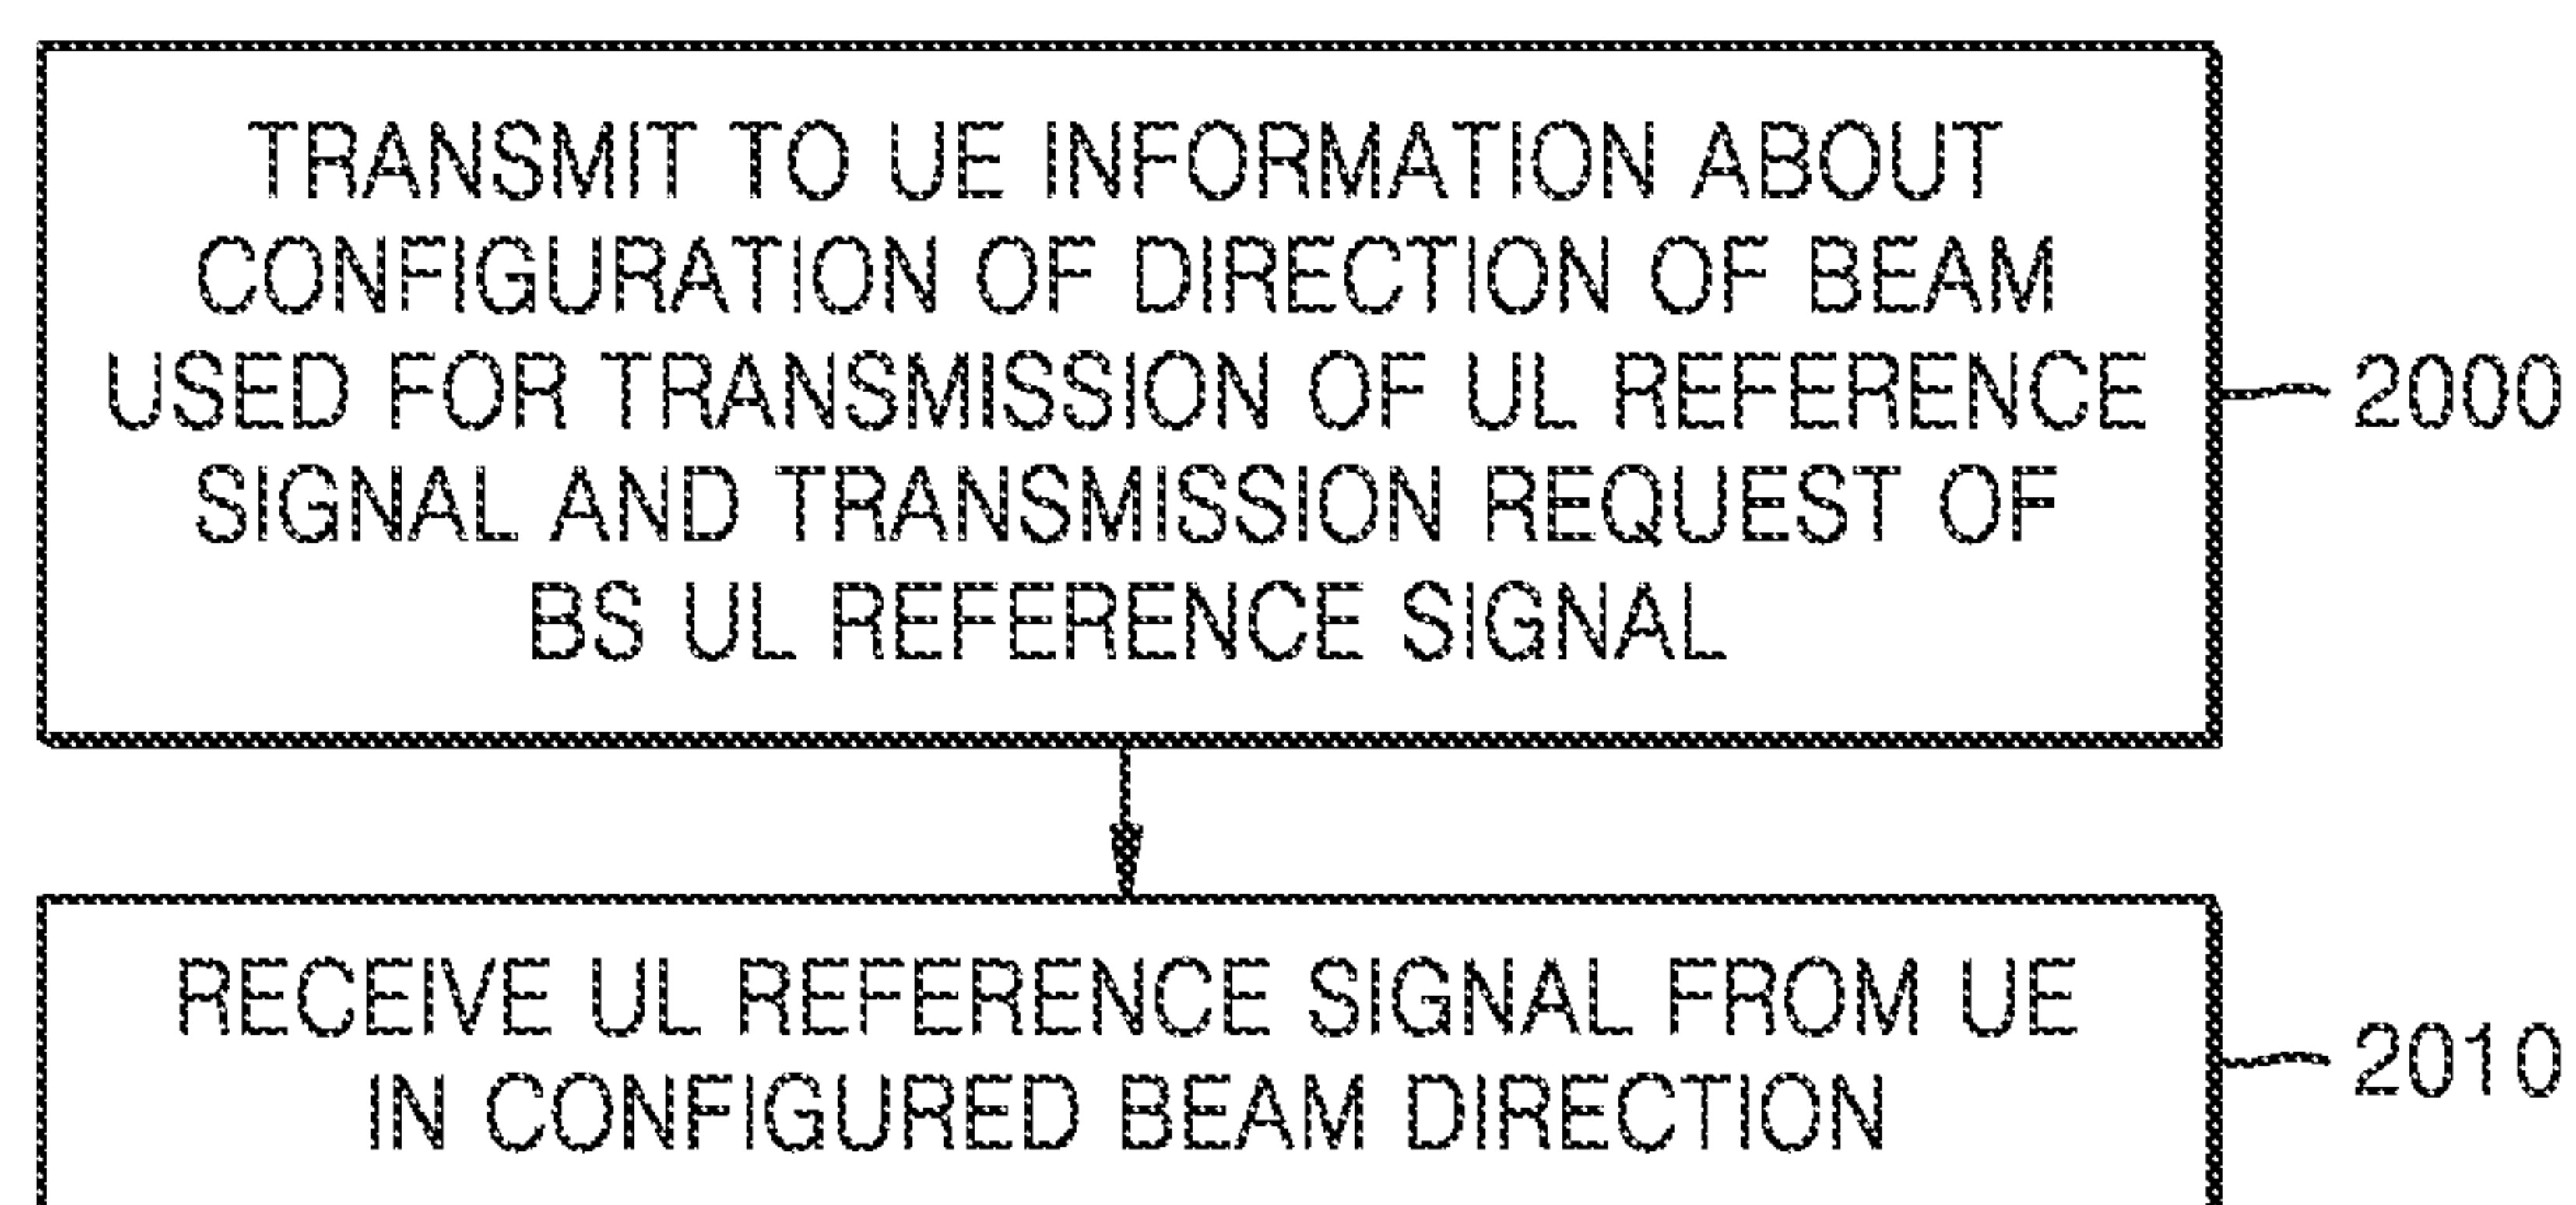 TRANSMIT TO UE INFORMATION ABOUT
CONFIGURATION OF DIRECTION OF BEAM
USED FOR TRANSMISSION OF UL REFERENCE
SIGNAL AND TRANSMISSION REQUEST OF
BS UL REFERENCE SIGNAL
2000
RECEIVE UL REFERENCE SIGNAL FROM UE
IN CONFIGURED BEAM DIRECTION
2010